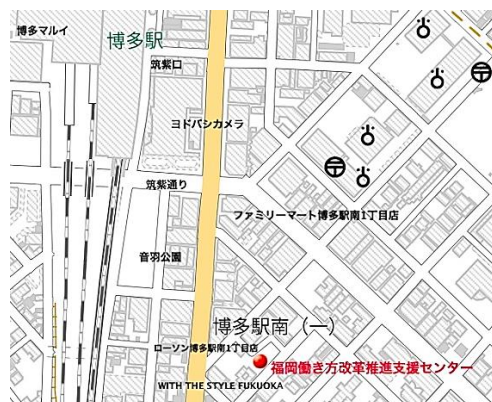 博多マルイ
博多駅
筑紫口
ヨドバシカメラ
筑紫通り
ファミリーマート博多駅南1丁目店
音羽公園
博多駅南（一）
ローソン博多駅南1丁目店
福岡働き方改革推進支援センター
WITH THE STYLE FUKUOKA